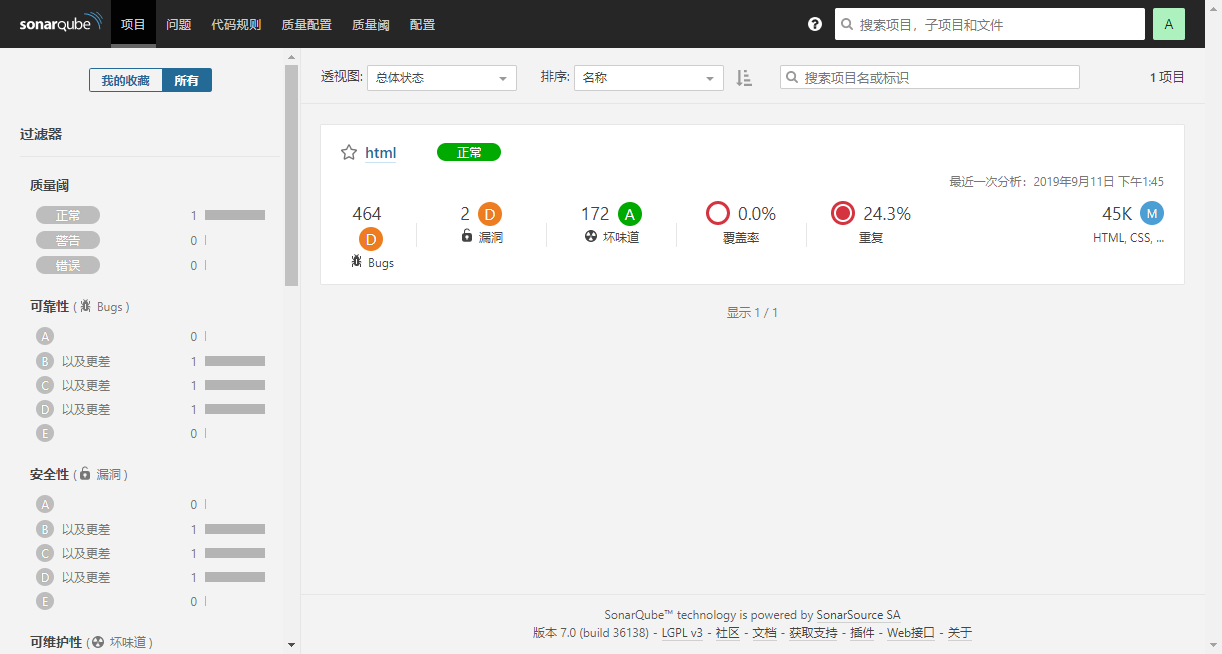 sonarqube 项目 问题 代码规则 质量配置 质量阈 配置 ? 搜索项目，子项目和文件 A
我的收藏 所有
透视图: 总体状态 排序: 名称 搜索项目名或标识 1 项目
过滤器
质量阈
正常 1
警告 0
错误 0
可靠性 ( Bugs )
A 0
B 以及更差 1
C 以及更差 1
D 以及更差 1
E 0
安全性 ( 漏洞 )
A 0
B 以及更差 1
C 以及更差 1
D 以及更差 1
E 0
可维护性 ( 坏味道 )
html 正常
最近一次分析： 2019年9月11日 下午1:45
464 D Bugs
2 D 漏洞
172 A 坏味道
0.0% 覆盖率
24.3% 重复
45K M HTML, CSS, ...
显示 1 / 1
SonarQube™ technology is powered by SonarSource SA
版本 7.0 (build 36138) - LGPL v3 - 社区 - 文档 - 获取支持 - 插件 - Web接口 - 关于